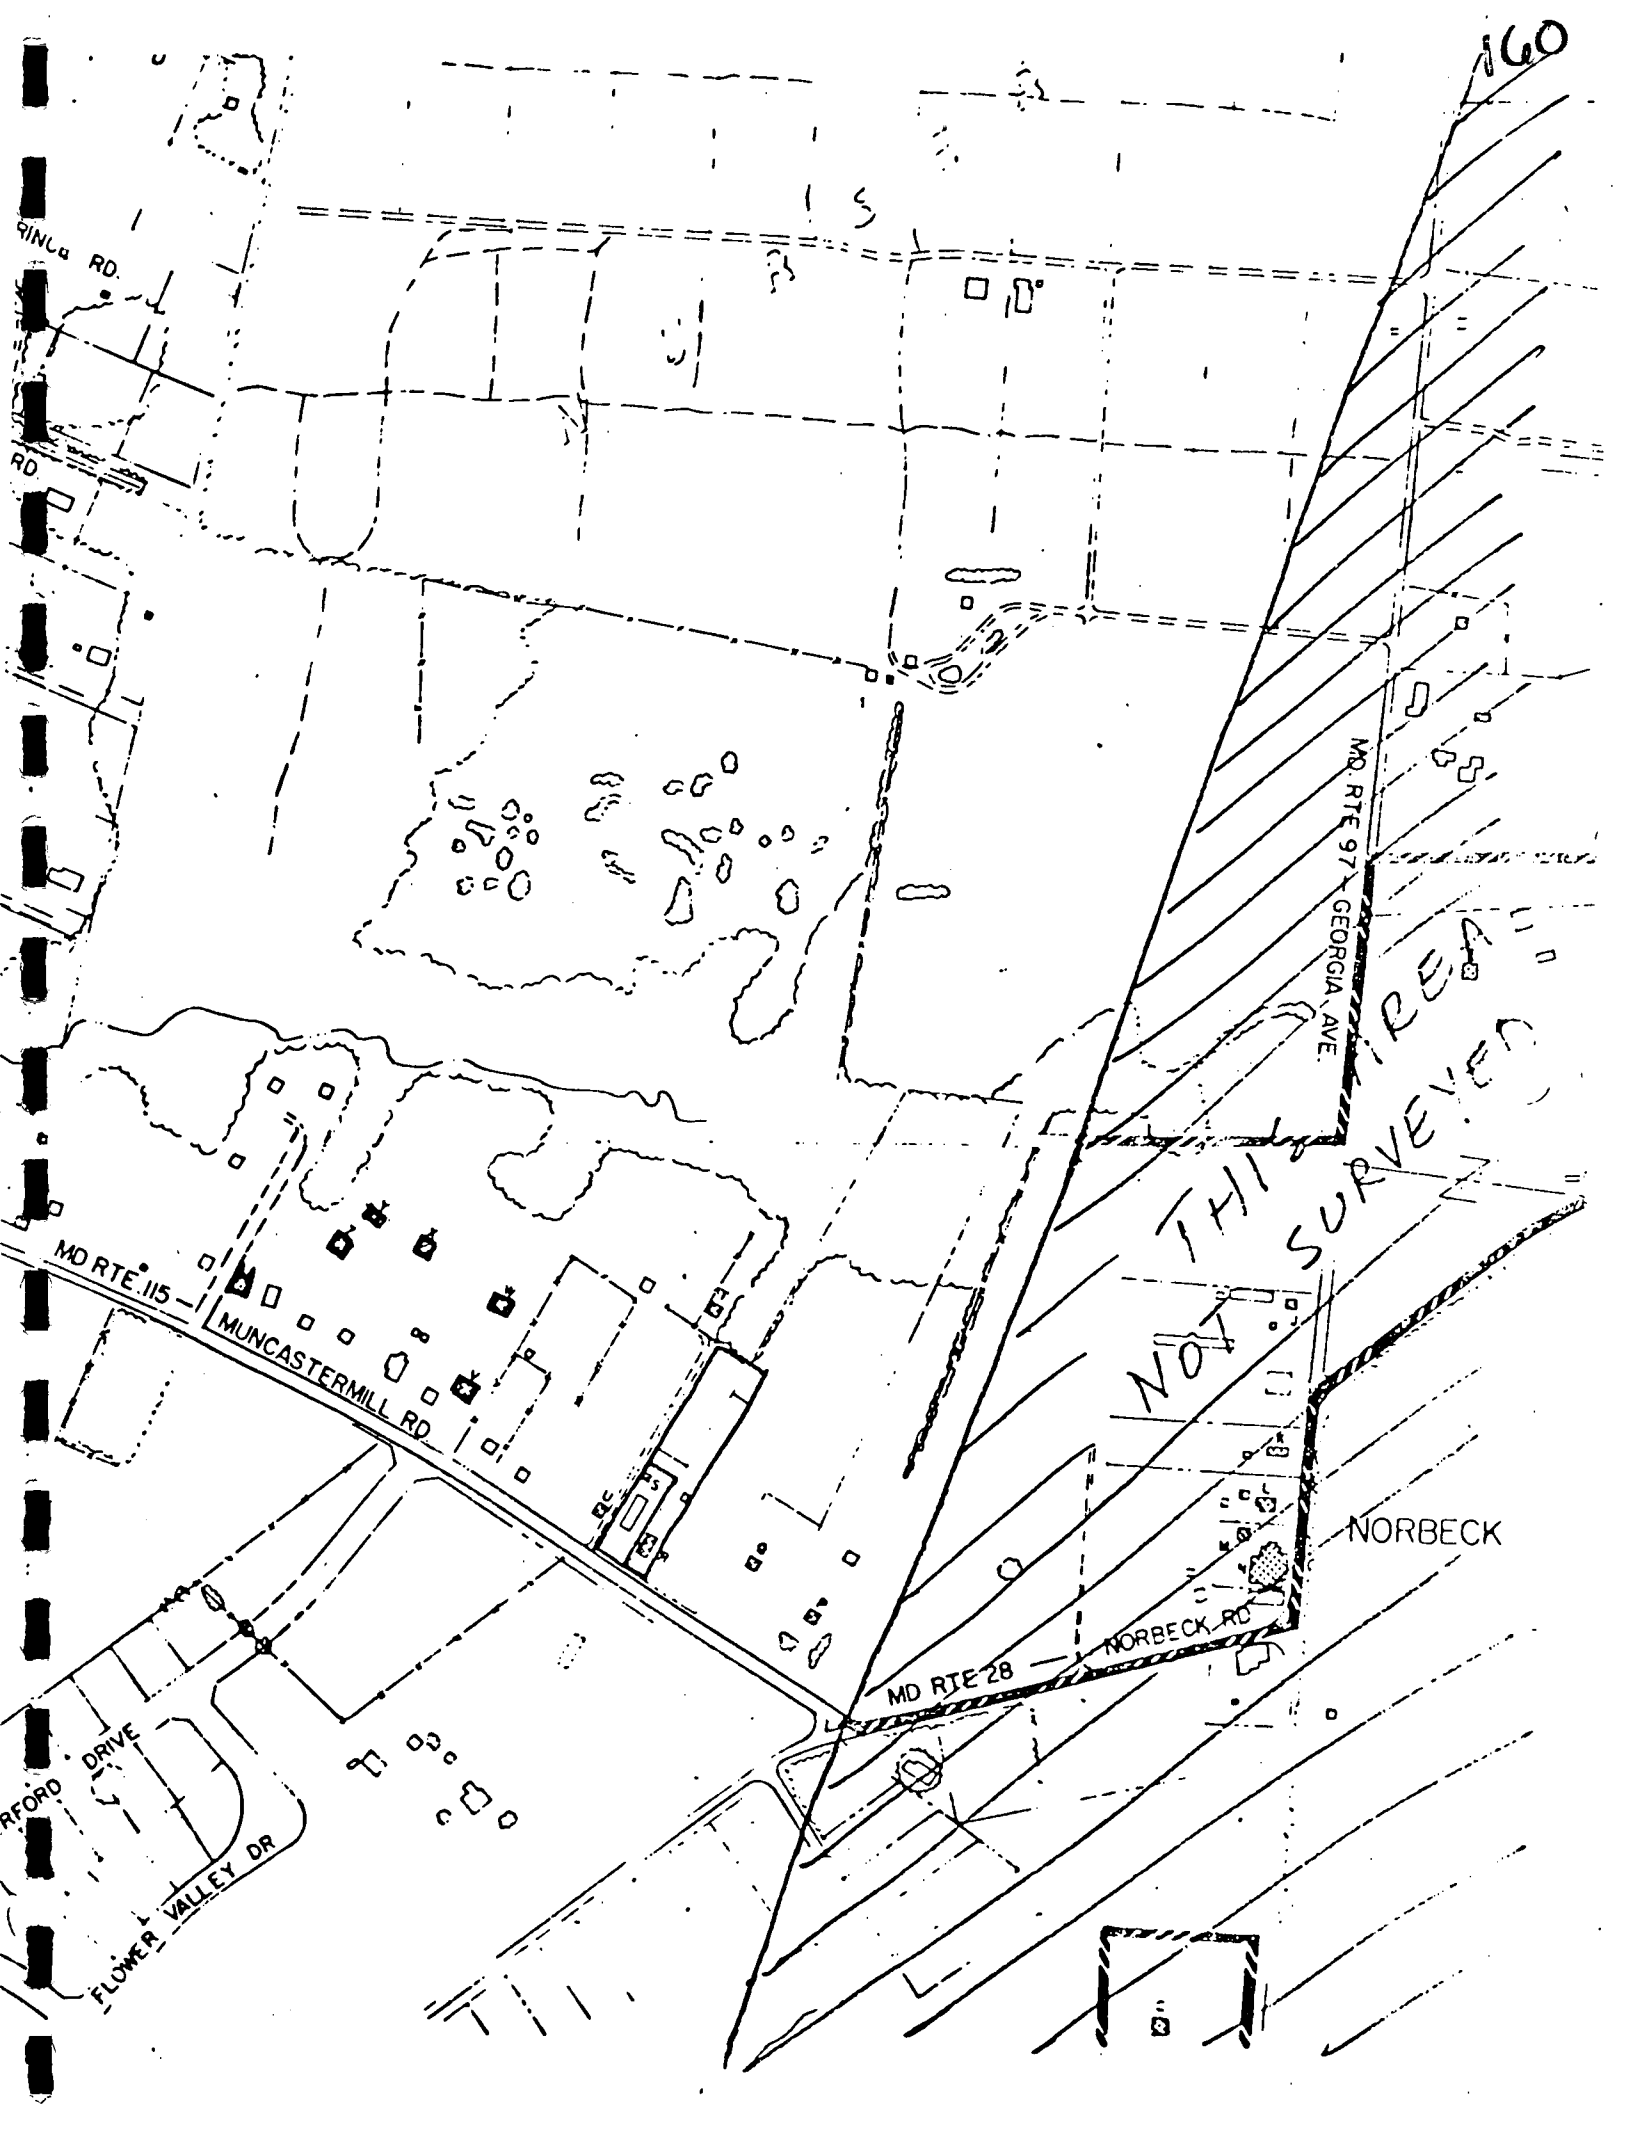 160
RD.
RD
MD. RTE 97 - GEORGIA AVE.
THIS AREA
NOT SURVEYED
MD RTE. 115 -
MUNCASTERMILL RD
NORBECK
MD RTE 28 — NORBECK RD
DRIVE
FLOWER VALLEY DR